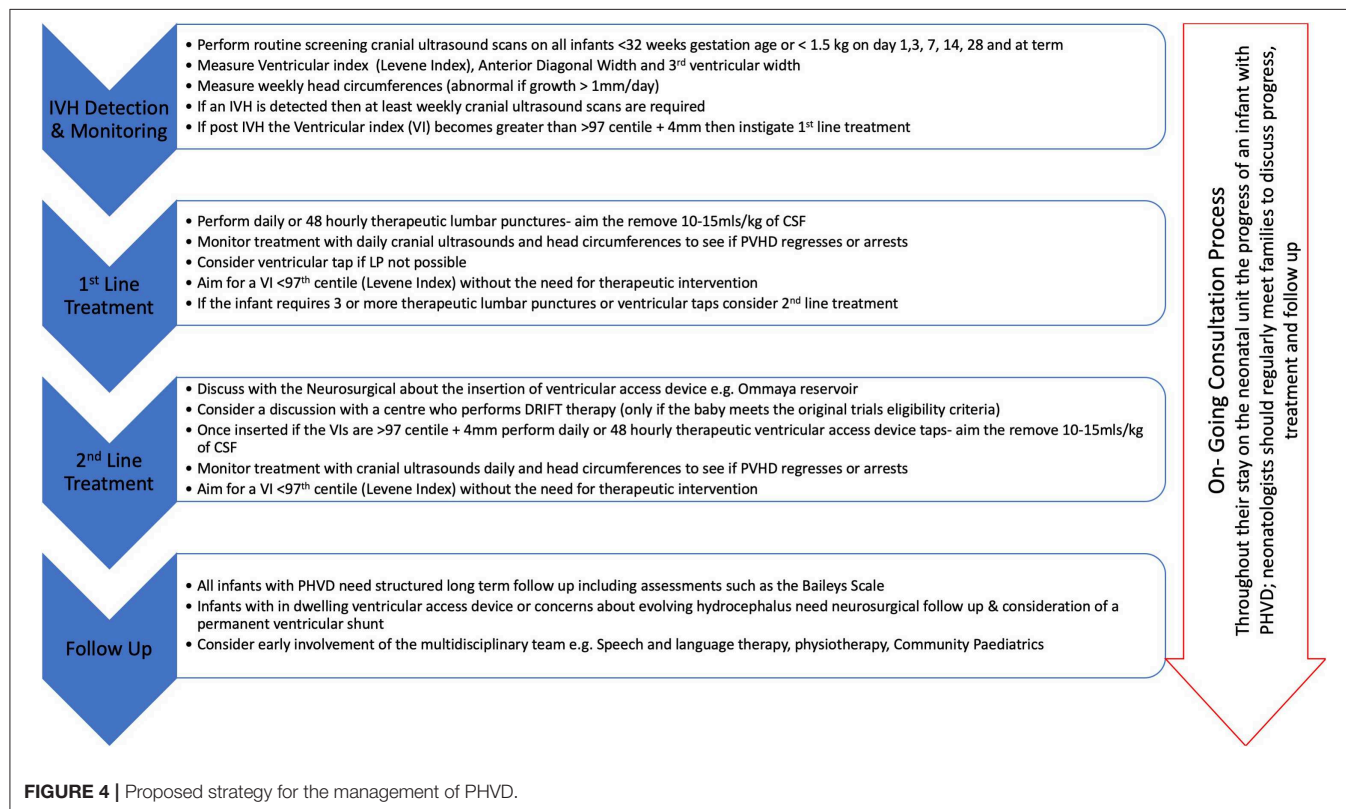 IVH Detection
& Monitoring
• Perform routine screening cranial ultrasound scans on all infants <32 weeks gestation age or < 1.5 kg on day 1,3, 7, 14, 28 and at term
• Measure Ventricular index (Levene Index), Anterior Diagonal Width and 3rd ventricular width
• Measure weekly head circumferences (abnormal if growth > 1mm/day)
• If an IVH is detected then at least weekly cranial ultrasound scans are required
• If post IVH the Ventricular index (VI) becomes greater than >97 centile + 4mm then instigate 1st line treatment
1st Line
Treatment
• Perform daily or 48 hourly therapeutic lumbar punctures- aim the remove 10-15mls/kg of CSF
• Monitor treatment with daily cranial ultrasounds and head circumferences to see if PVHD regresses or arrests
• Consider ventricular tap if LP not possible
• Aim for a VI <97th centile (Levene Index) without the need for therapeutic intervention
• If the infant requires 3 or more therapeutic lumbar punctures or ventricular taps consider 2nd line treatment
2nd Line
Treatment
• Discuss with the Neurosurgical about the insertion of ventricular access device e.g. Ommaya reservoir
• Consider a discussion with a centre who performs DRIFT therapy (only if the baby meets the original trials eligibility criteria)
• Once inserted if the VIs are >97 centile + 4mm perform daily or 48 hourly therapeutic ventricular access device taps- aim the remove 10-15mls/kg
of CSF
• Monitor treatment with cranial ultrasounds daily and head circumferences to see if PVHD regresses or arrests
• Aim for a VI <97th centile (Levene Index) without the need for therapeutic intervention
Follow Up
• All infants with PHVD need structured long term follow up including assessments such as the Baileys Scale
• Infants with in dwelling ventricular access device or concerns about evolving hydrocephalus need neurosurgical follow up & consideration of a
permanent ventricular shunt
• Consider early involvement of the multidisciplinary team e.g. Speech and language therapy, physiotherapy, Community Paediatrics
On- Going Consultation Process
Throughout their stay on the neonatal unit the progress of an infant with
PHVD; neonatologists should regularly meet families to discuss progress,
treatment and follow up
FIGURE 4 | Proposed strategy for the management of PHVD.